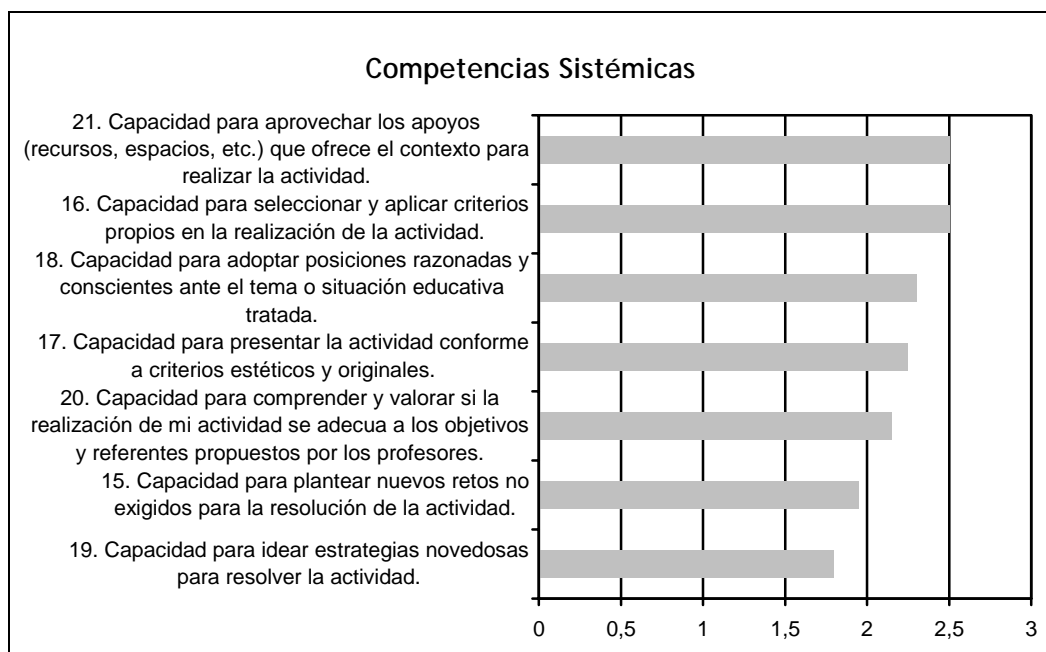 Competencias Sistémicas
21. Capacidad para aprovechar los apoyos
(recursos, espacios, etc.) que ofrece el contexto para
realizar la actividad.
16. Capacidad para seleccionar y aplicar criterios
propios en la realización de la actividad.
18. Capacidad para adoptar posiciones razonadas y
conscientes ante el tema o situación educativa
tratada.
17. Capacidad para presentar la actividad conforme
a criterios estéticos y originales.
20. Capacidad para comprender y valorar si la
realización de mi actividad se adecua a los objetivos
y referentes propuestos por los profesores.
15. Capacidad para plantear nuevos retos no
exigidos para la resolución de la actividad.
19. Capacidad para idear estrategias novedosas
para resolver la actividad.
0 0,5 1 1,5 2 2,5 3